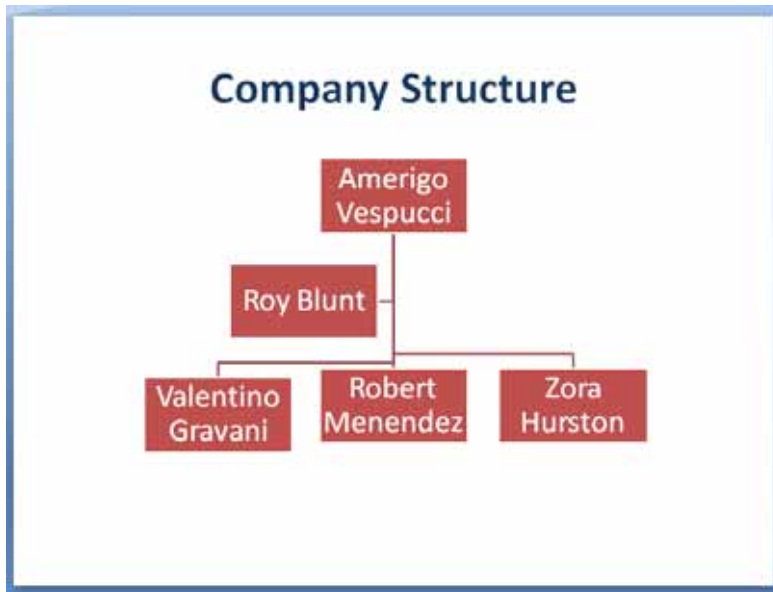 Company Structure
Amerigo
Vespucci
Roy Blunt
Valentino
Gravani
Robert
Menendez
Zora
Hurston